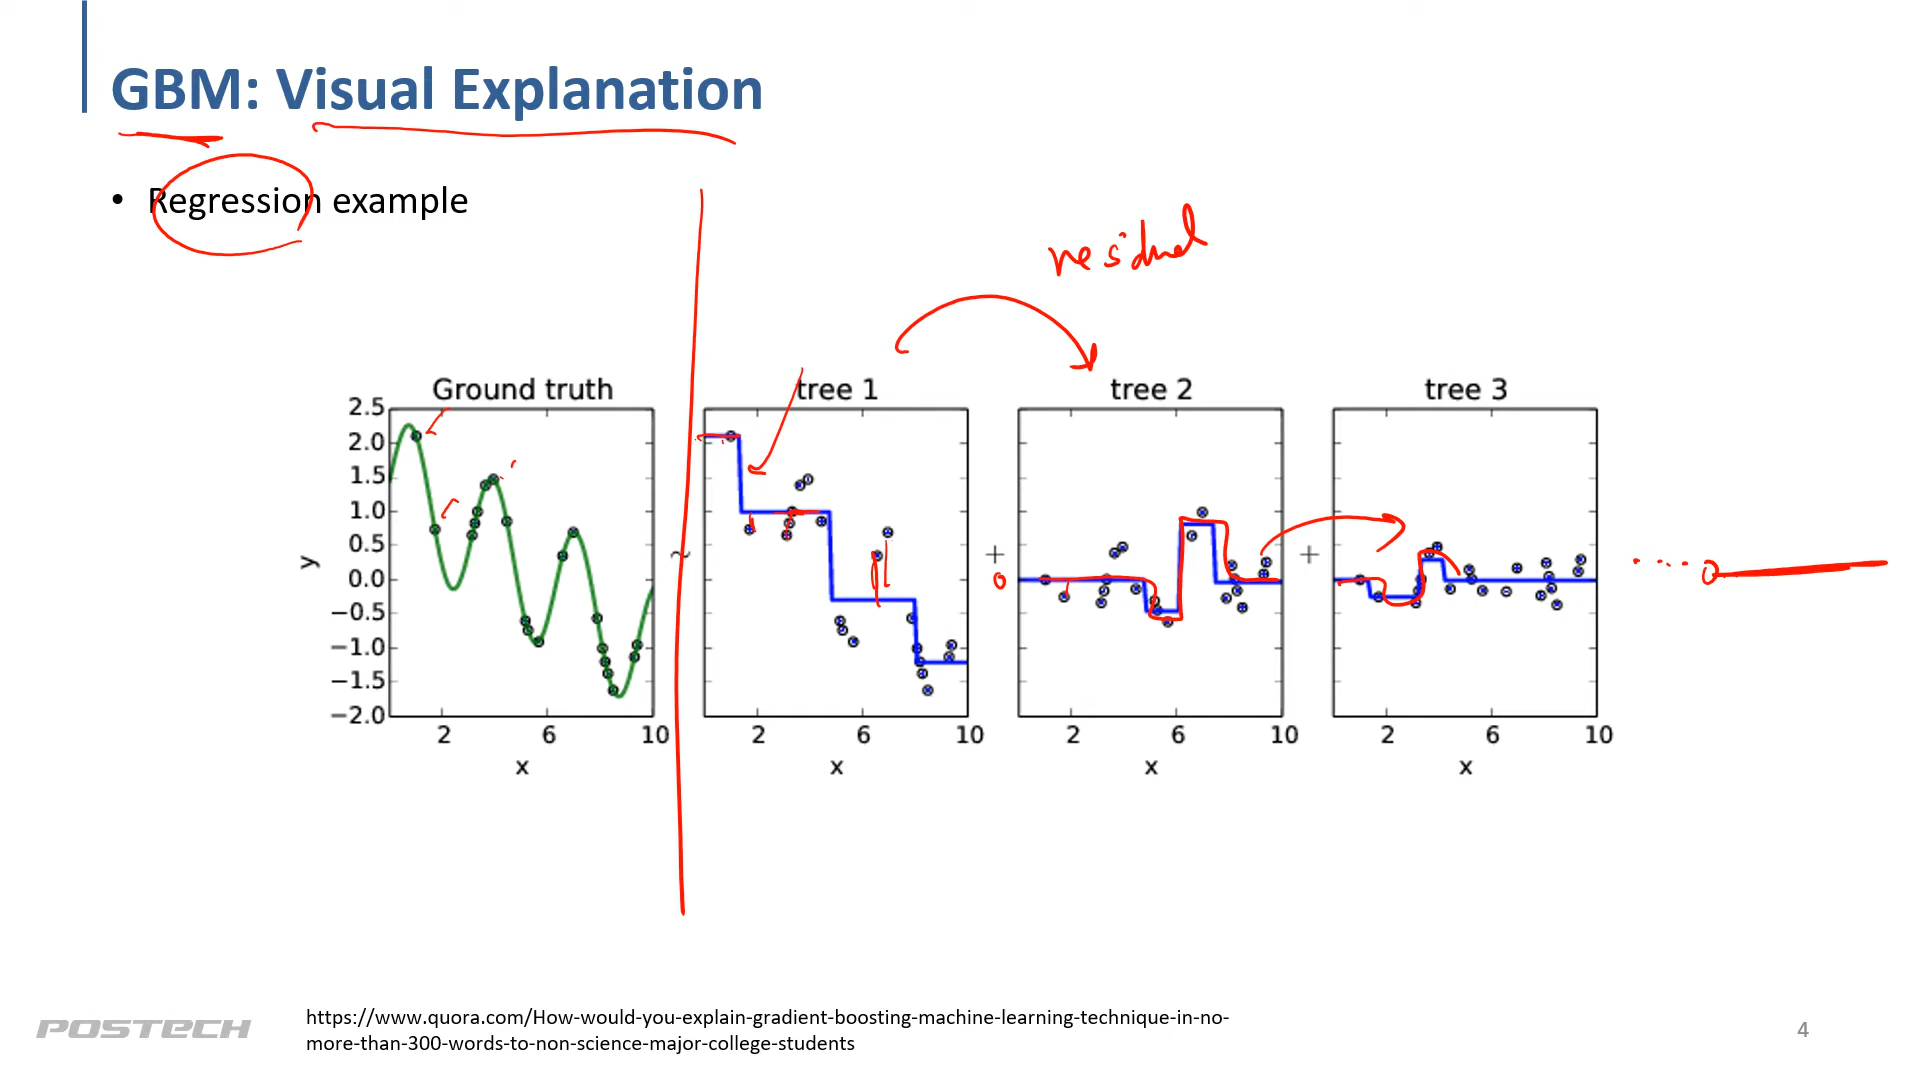 GBM: Visual Explanation
• Regression example
residual
Ground truth
tree 1
tree 2
tree 3
2.5
2.0
1.5
1.0
0.5
0.0
−0.5
−1.0
−1.5
−2.0
y
~
+
0
+
2 6 10
2 6 10
2 6 10
2 6 10
x
x
x
x
POSTECH
https://www.quora.com/How-would-you-explain-gradient-boosting-machine-learning-technique-in-no-
more-than-300-words-to-non-science-major-college-students
4